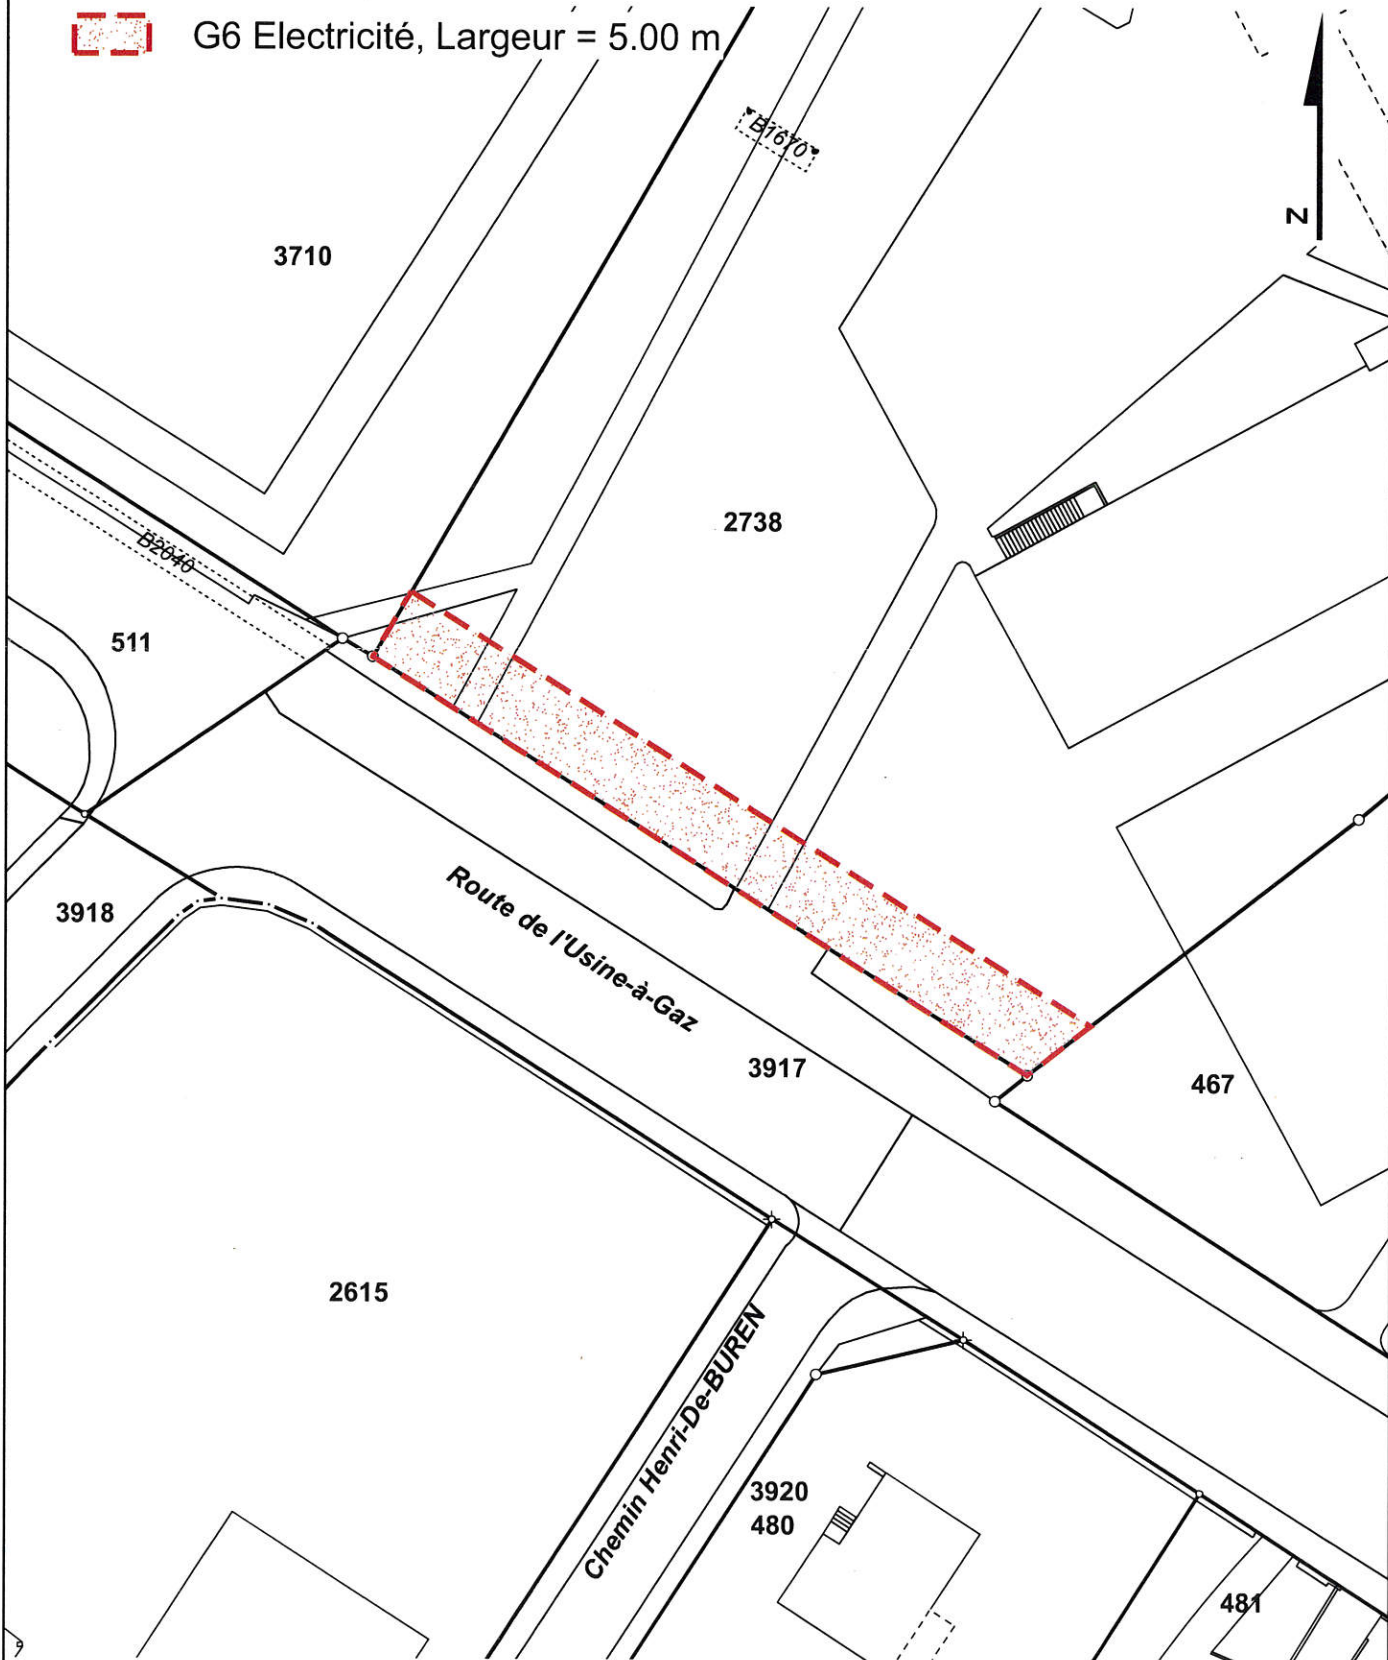 G6 Electricité, Largeur = 5.00 m
B1670
N
3710
2738
B2040
511
3918
Route de l'Usine-à-Gaz
3917
467
2615
Chemin Henri-De-BUREN
3920
480
481